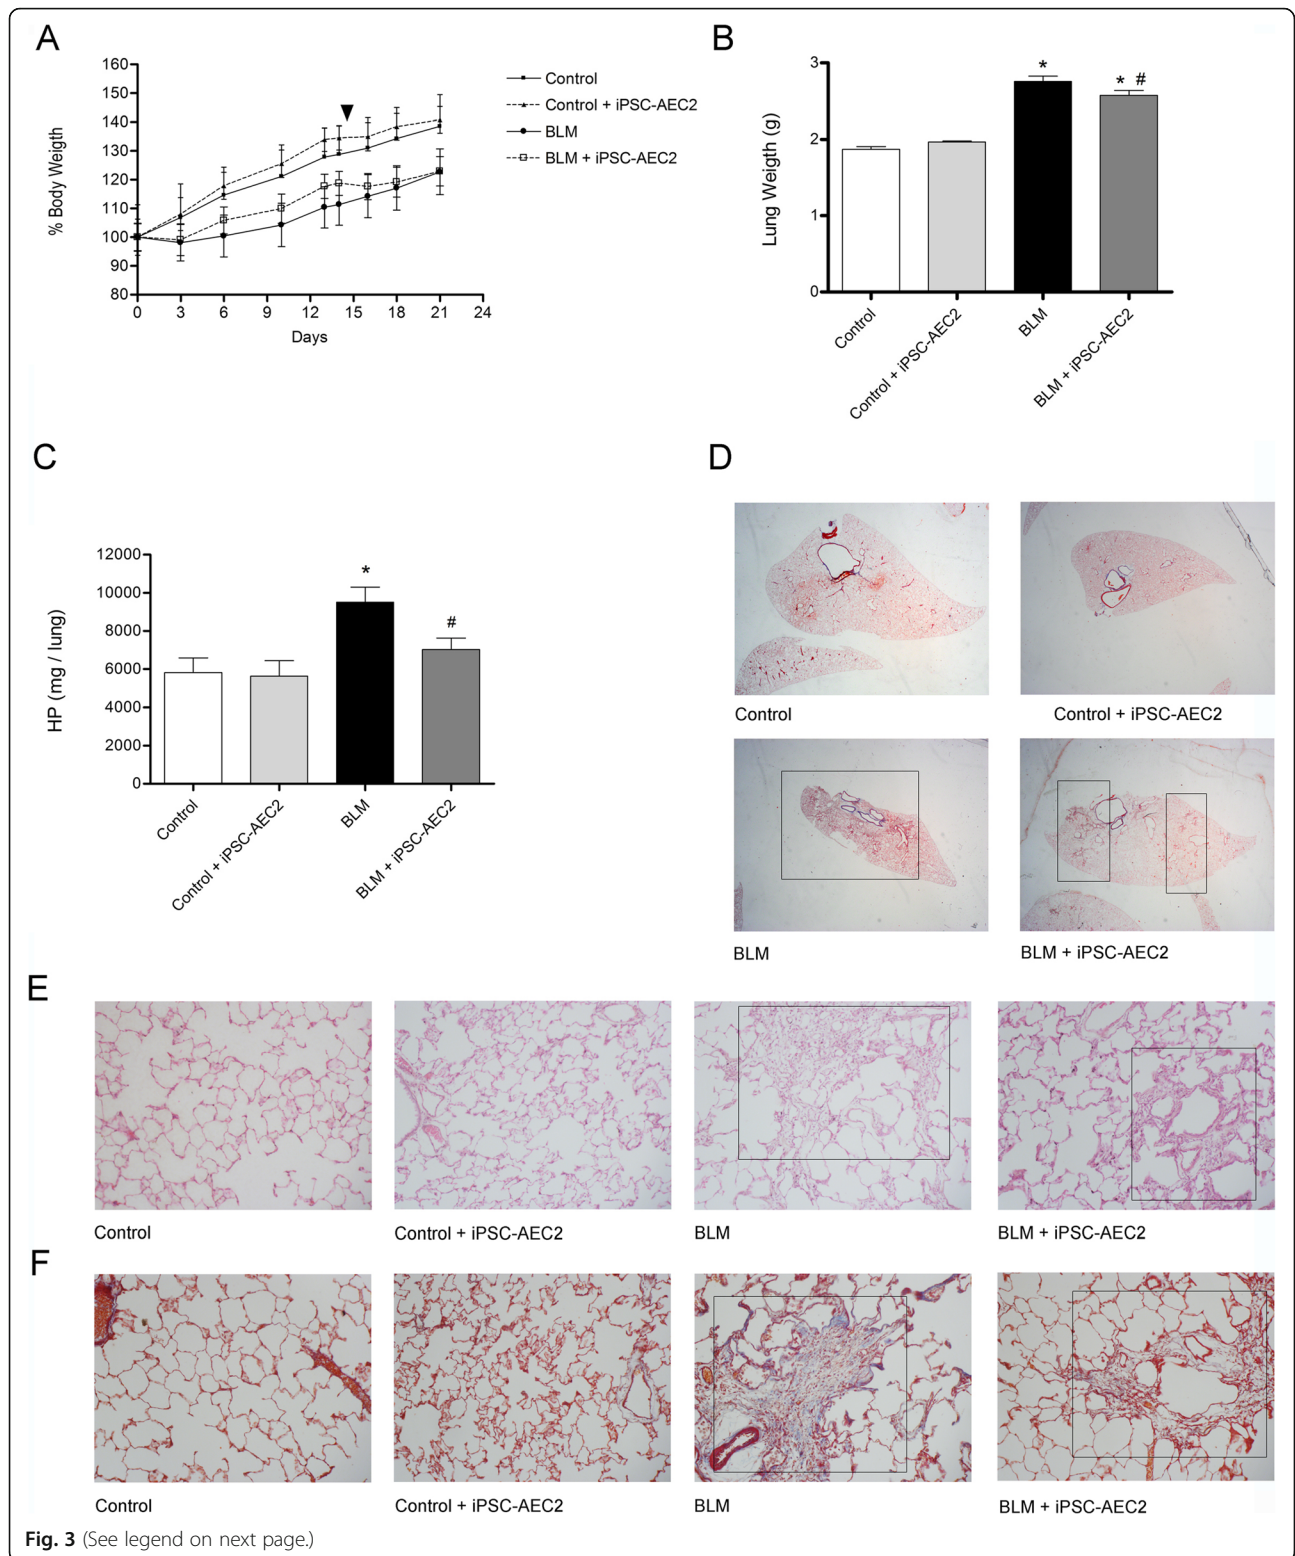 A
160
150
140
130
120
110
100
90
80
% Body Weigth
0 3 6 9 12 15 18 21 24
Days
Control
Control + iPSC-AEC2
BLM
BLM + iPSC-AEC2
B
3
2
1
0
Lung Weigth (g)
*
* #
Control
Control + iPSC-AEC2
BLM
BLM + iPSC-AEC2
C
12000
10000
8000
6000
4000
2000
0
HP (mg / lung)
*
#
Control
Control + iPSC-AEC2
BLM
BLM + iPSC-AEC2
D
Control
Control + iPSC-AEC2
BLM
BLM + iPSC-AEC2
E
Control
Control + iPSC-AEC2
BLM
BLM + iPSC-AEC2
F
Control
Control + iPSC-AEC2
BLM
BLM + iPSC-AEC2
Fig. 3 (See legend on next page.)